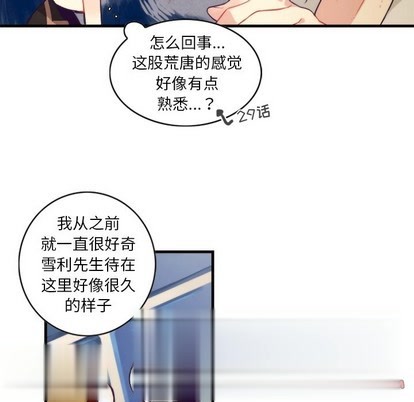 怎么回事...
这股荒唐的感觉
好像有点
熟悉...？
29话
我从之前
就一直很好奇
雪利先生待在
这里好像很久
的样子